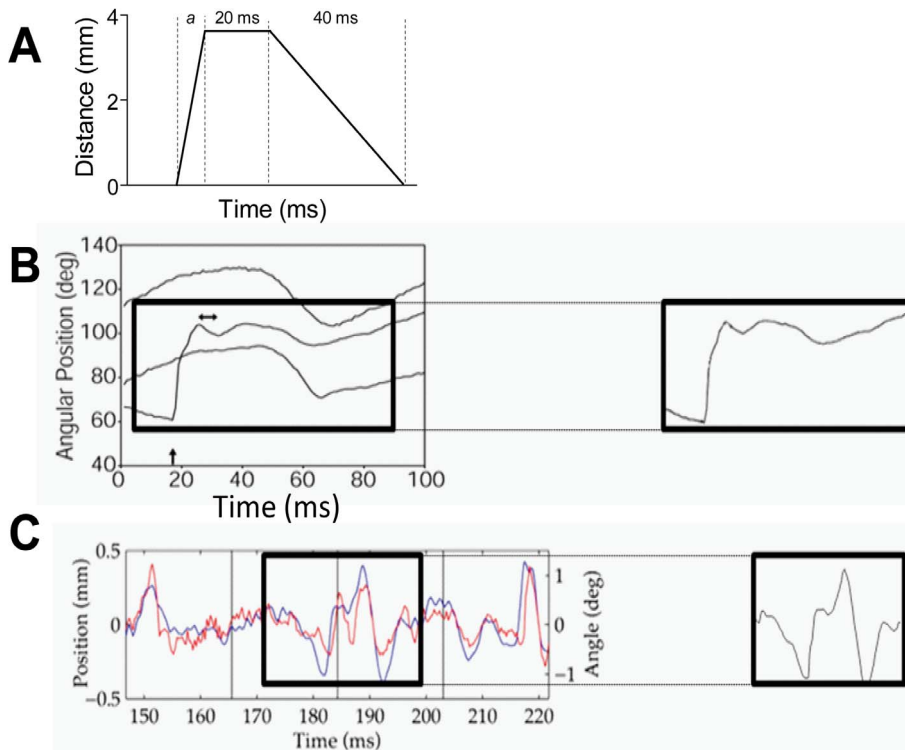 A
Distance (mm)
4
2
0
a
20 ms
40 ms
Time (ms)
B
Angular Position (deg)
140
120
100
80
60
40
0
20
40
60
80
100
Time (ms)
C
Position (mm)
0.5
0
−0.5
1
0
−1
Angle (deg)
150
160
170
180
190
200
210
220
Time (ms)